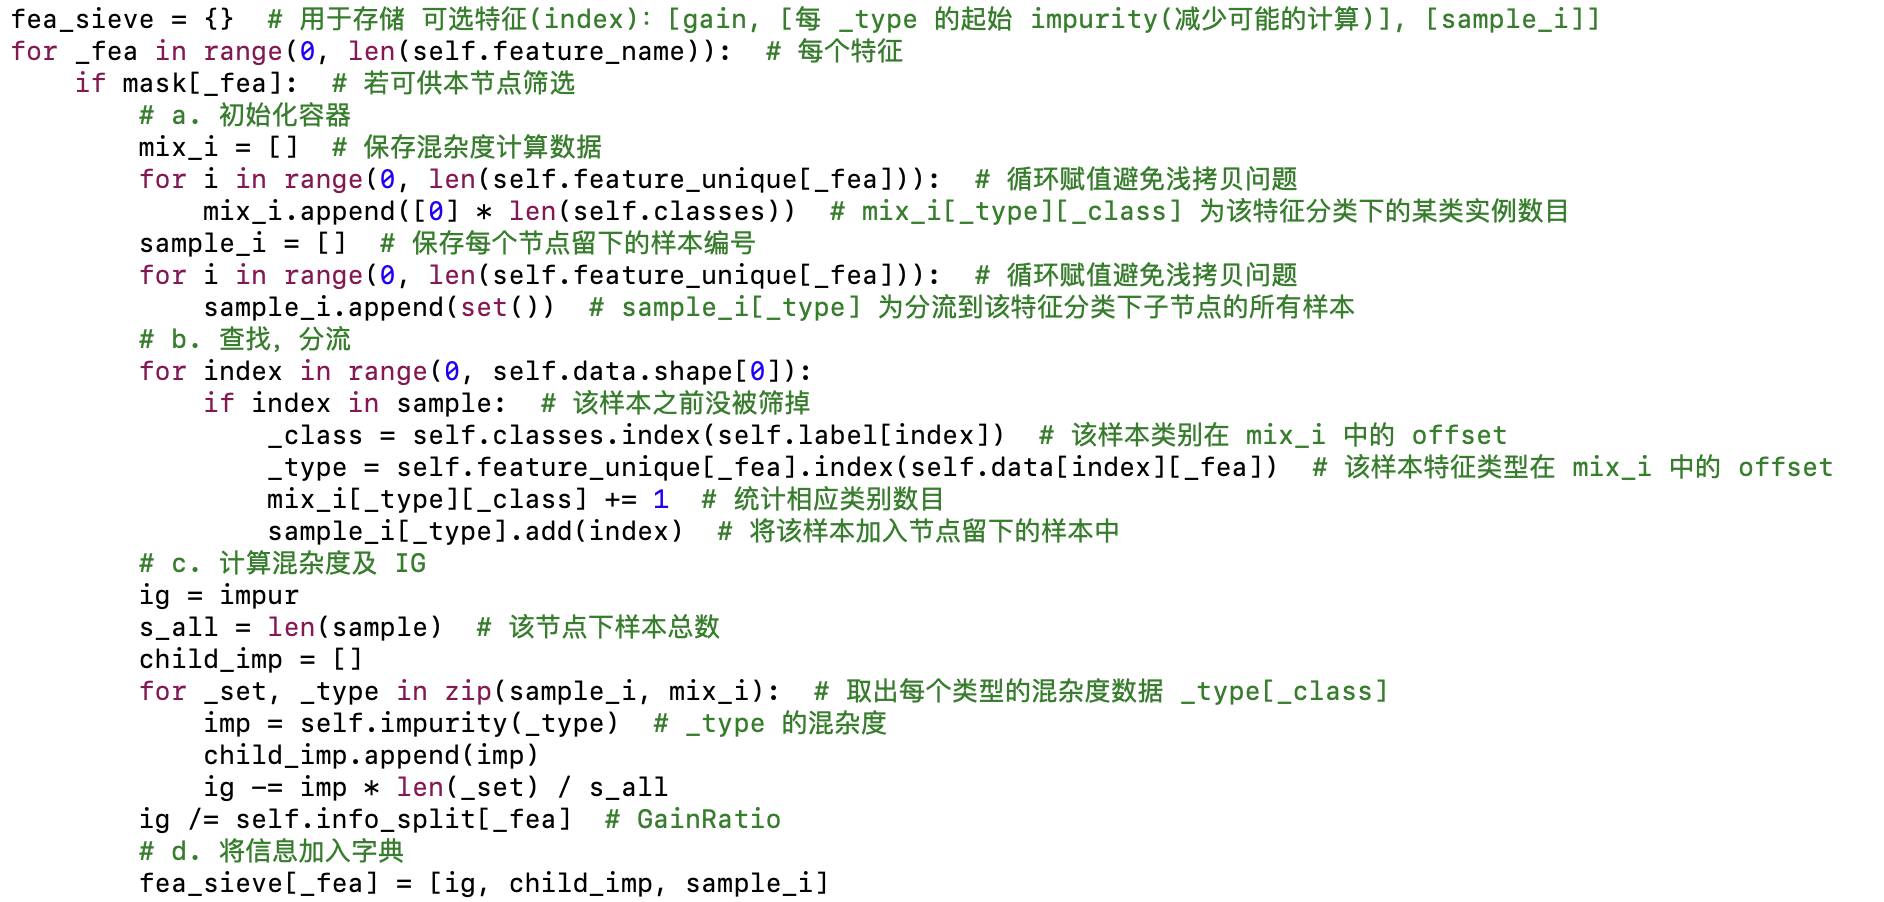 fea_sieve = {}  # 用于存储 可选特征(index): [gain, [每 _type 的起始 impurity(减少可能的计算)], [sample_i]]
for _fea in range(0, len(self.feature_name)):  # 每个特征
    if mask[_fea]:  # 若可供本节点筛选
        # a. 初始化容器
        mix_i = []  # 保存混杂度计算数据
        for i in range(0, len(self.feature_unique[_fea])):  # 循环赋值避免浅拷贝问题
            mix_i.append([0] * len(self.classes))  # mix_i[_type][_class] 为该特征分类下的某类实例数目
        sample_i = []  # 保存每个节点留下的样本编号
        for i in range(0, len(self.feature_unique[_fea])):  # 循环赋值避免浅拷贝问题
            sample_i.append(set())  # sample_i[_type] 为分流到该特征分类下子节点的所有样本
        # b. 查找，分流
        for index in range(0, self.data.shape[0]):
            if index in sample:  # 该样本之前没被筛掉
                _class = self.classes.index(self.label[index])  # 该样本类别在 mix_i 中的 offset
                _type = self.feature_unique[_fea].index(self.data[index][_fea])  # 该样本特征类型在 mix_i 中的 offset
                mix_i[_type][_class] += 1  # 统计相应类别数目
                sample_i[_type].add(index)  # 将该样本加入节点留下的样本中
        # c. 计算混杂度及 IG
        ig = impur
        s_all = len(sample)  # 该节点下样本总数
        child_imp = []
        for _set, _type in zip(sample_i, mix_i):  # 取出每个类型的混杂度数据 _type[_class]
            imp = self.impurity(_type)  # _type 的混杂度
            child_imp.append(imp)
            ig -= imp * len(_set) / s_all
        ig /= self.info_split[_fea]  # GainRatio
        # d. 将信息加入字典
        fea_sieve[_fea] = [ig, child_imp, sample_i]